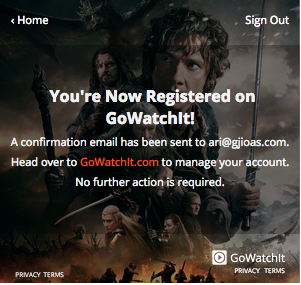 ‹ Home
Sign Out
You're Now Registered on
GoWatchIt!
A confirmation email has been sent to ari@gjioas.com.
Head over to GoWatchIt.com to manage your account.
No further action is required.
GoWatchIt
PRIVACY TERMS
PRIVACY TERMS